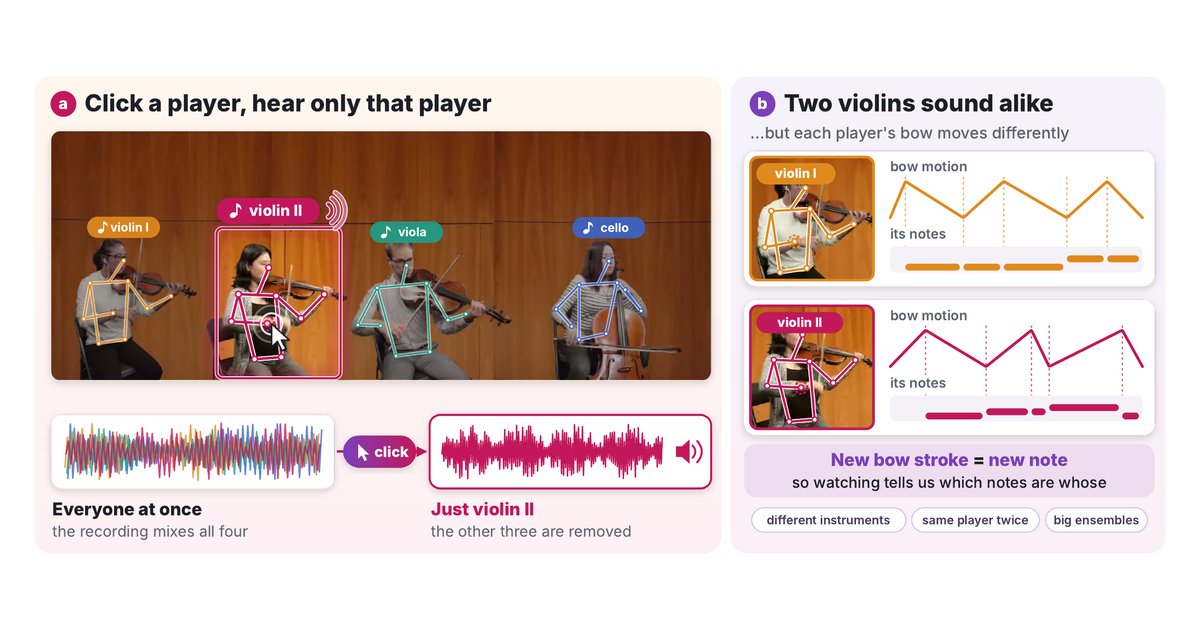 a Click a player, hear only that player
violin I
violin II
viola
cello
click
Everyone at once
the recording mixes all four
Just violin II
the other three are removed
b Two violins sound alike
...but each player's bow moves differently
violin I
bow motion
its notes
violin II
bow motion
its notes
New bow stroke = new note
so watching tells us which notes are whose
different instruments
same player twice
big ensembles